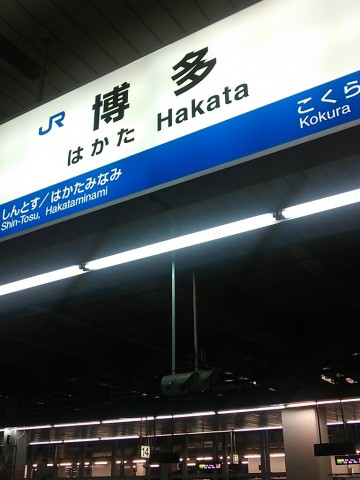 JR 博多
はかた Hakata
こくら
Kokura
しんとす／はかたみなみ
Shin-Tosu, Hakataminami
14